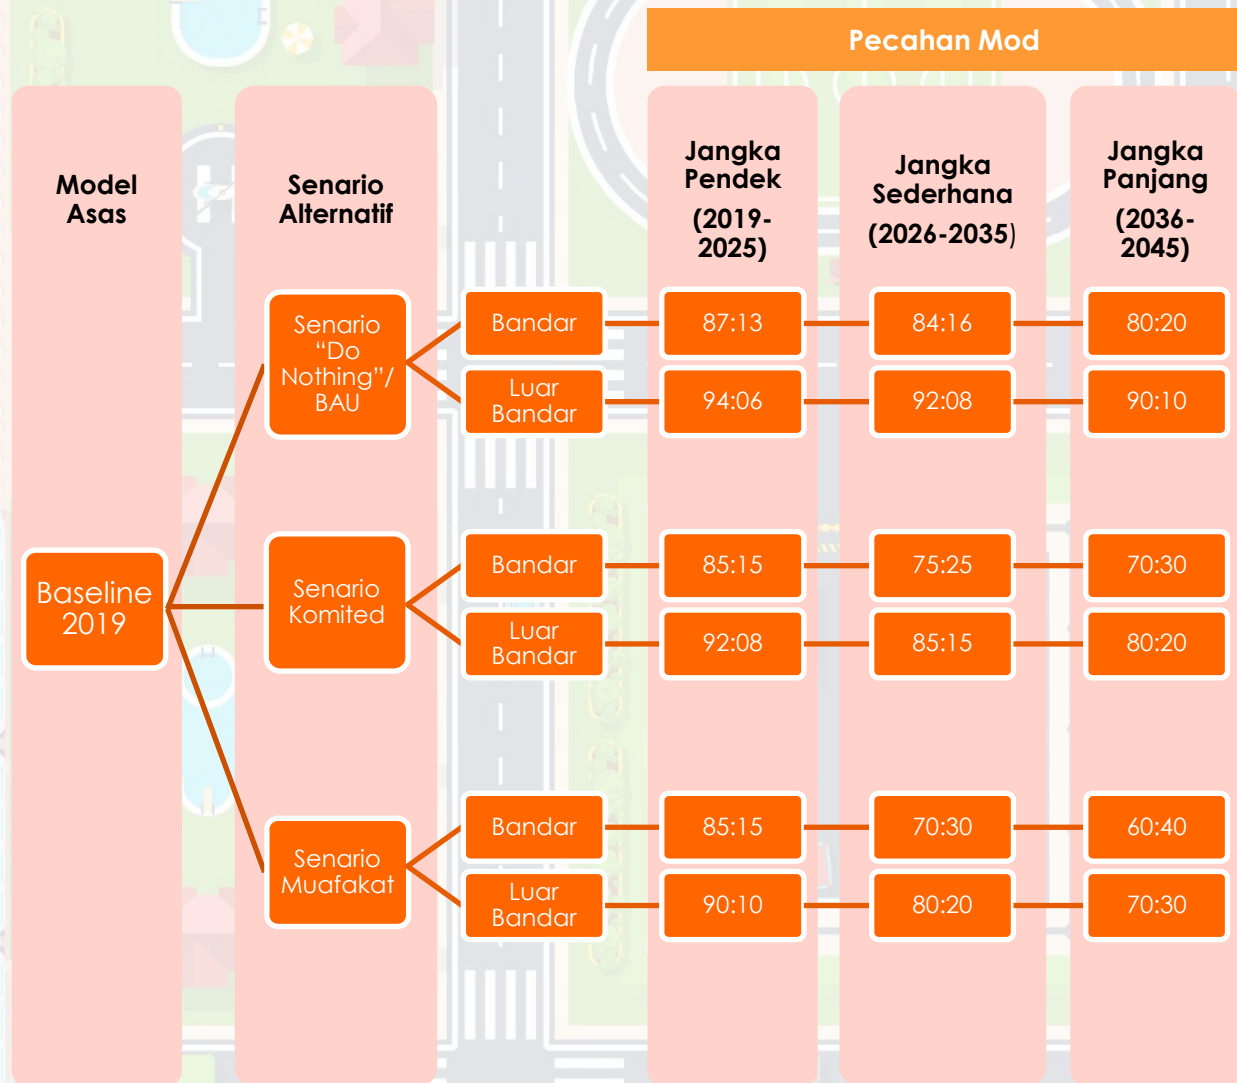 Pecahan Mod
Model
Asas
Senario
Alternatif
Jangka
Pendek
(2019-
2025)
Jangka
Sederhana
(2026-2035)
Jangka
Panjang
(2036-
2045)
Baseline
2019
Senario
“Do
Nothing”/
BAU
Bandar
87:13
84:16
80:20
Luar
Bandar
94:06
92:08
90:10
Senario
Komited
Bandar
85:15
75:25
70:30
Luar
Bandar
92:08
85:15
80:20
Senario
Muafakat
Bandar
85:15
70:30
60:40
Luar
Bandar
90:10
80:20
70:30